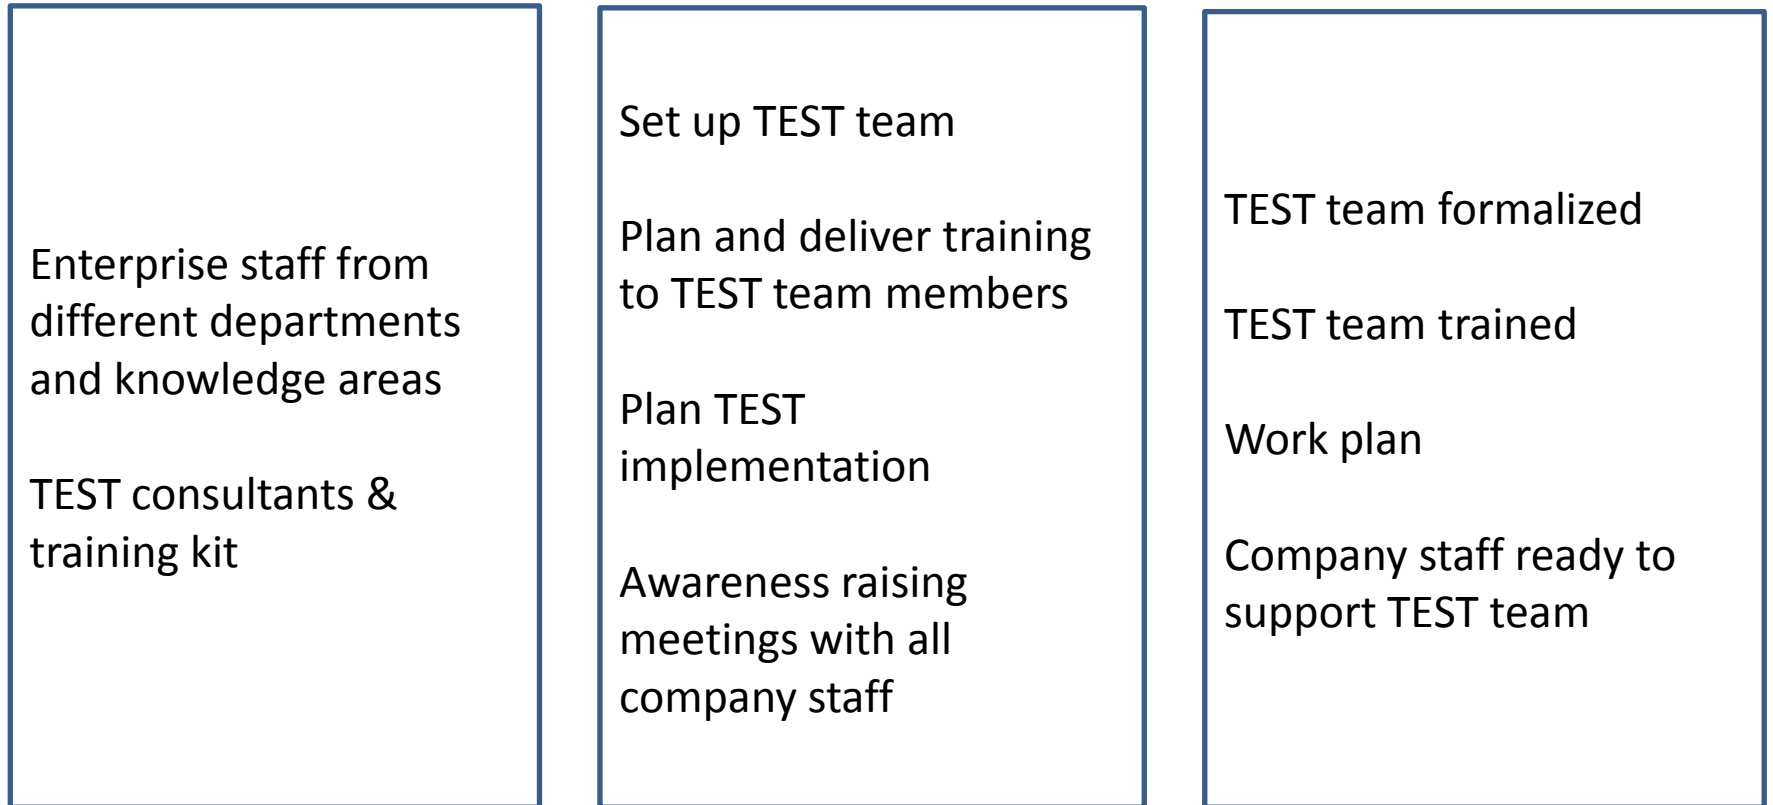 Enterprise staff from
different departments
and knowledge areas
TEST consultants &
training kit
Set up TEST team
Plan and deliver training
to TEST team members
Plan TEST
implementation
Awareness raising
meetings with all
company staff
TEST team formalized
TEST team trained
Work plan
Company staff ready to
support TEST team